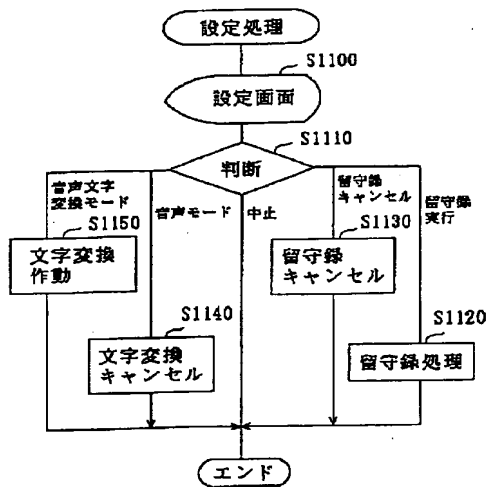 設定処理
S1100
設定画面
S1110
判断
音声文字
変換モード
音声モード
中止
留守録
キャンセル
留守録
実行
S1150
文字変換
作動
S1130
留守録
キャンセル
S1140
文字変換
キャンセル
S1120
留守録処理
エンド